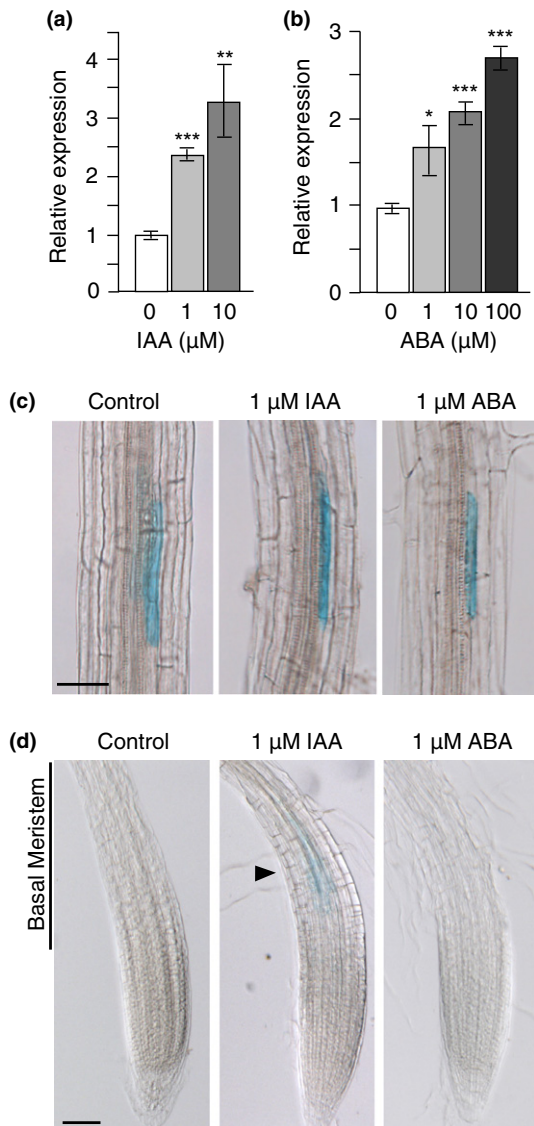 (a)
Relative expression
4
3
2
1
0
***
**
0 1 10
IAA (μM)
(b)
Relative expression
3
2
1
0
*
***
***
0 1 10 100
ABA (μM)
(c)
Control 1 μM IAA 1 μM ABA
(d)
Control 1 μM IAA 1 μM ABA
Basal Meristem